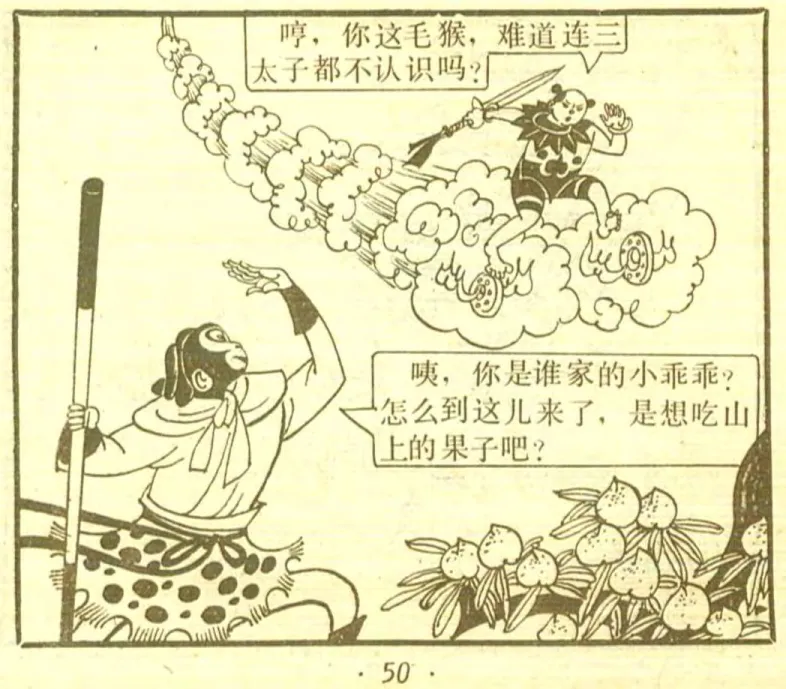 哼，你这毛猴，难道连三
太子都不认识吗？
咦，你是谁家的小乖乖？
怎么到这儿来了，是想吃山
上的果子吧？
· 50 ·